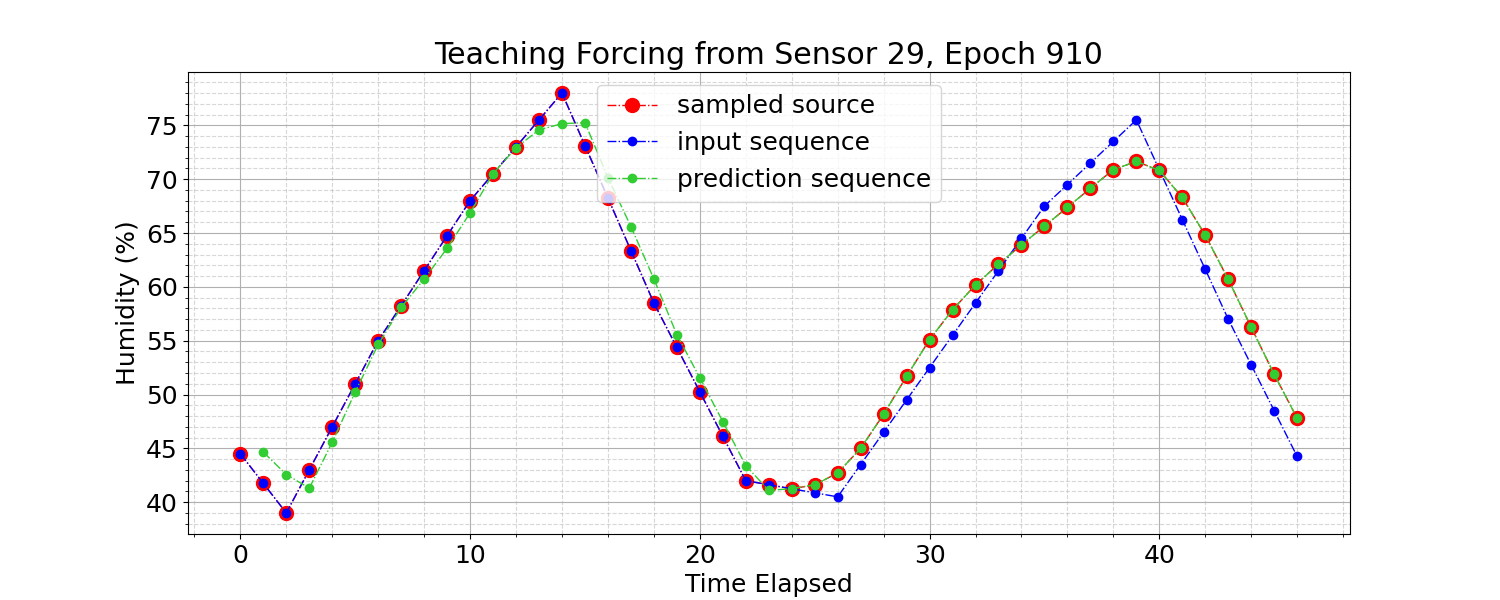 Teaching Forcing from Sensor 29, Epoch 910
sampled source
input sequence
prediction sequence
Humidity (%)
75
70
65
60
55
50
45
40
0 10 20 30 40
Time Elapsed